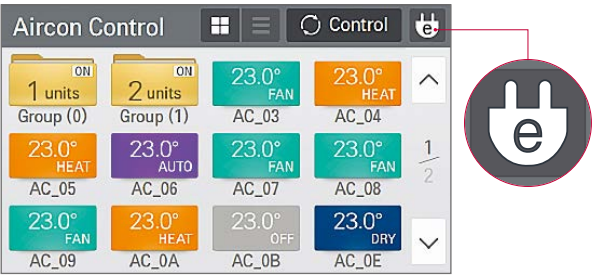 Aircon Control
Control
e
e
ON
1 units
Group (0)
ON
2 units
Group (1)
23.0°
FAN
AC_03
23.0°
HEAT
AC_04
23.0°
HEAT
AC_05
23.0°
AUTO
AC_06
23.0°
FAN
AC_07
23.0°
FAN
AC_08
1
2
23.0°
FAN
AC_09
23.0°
HEAT
AC_0A
23.0°
OFF
AC_0B
23.0°
DRY
AC_0E